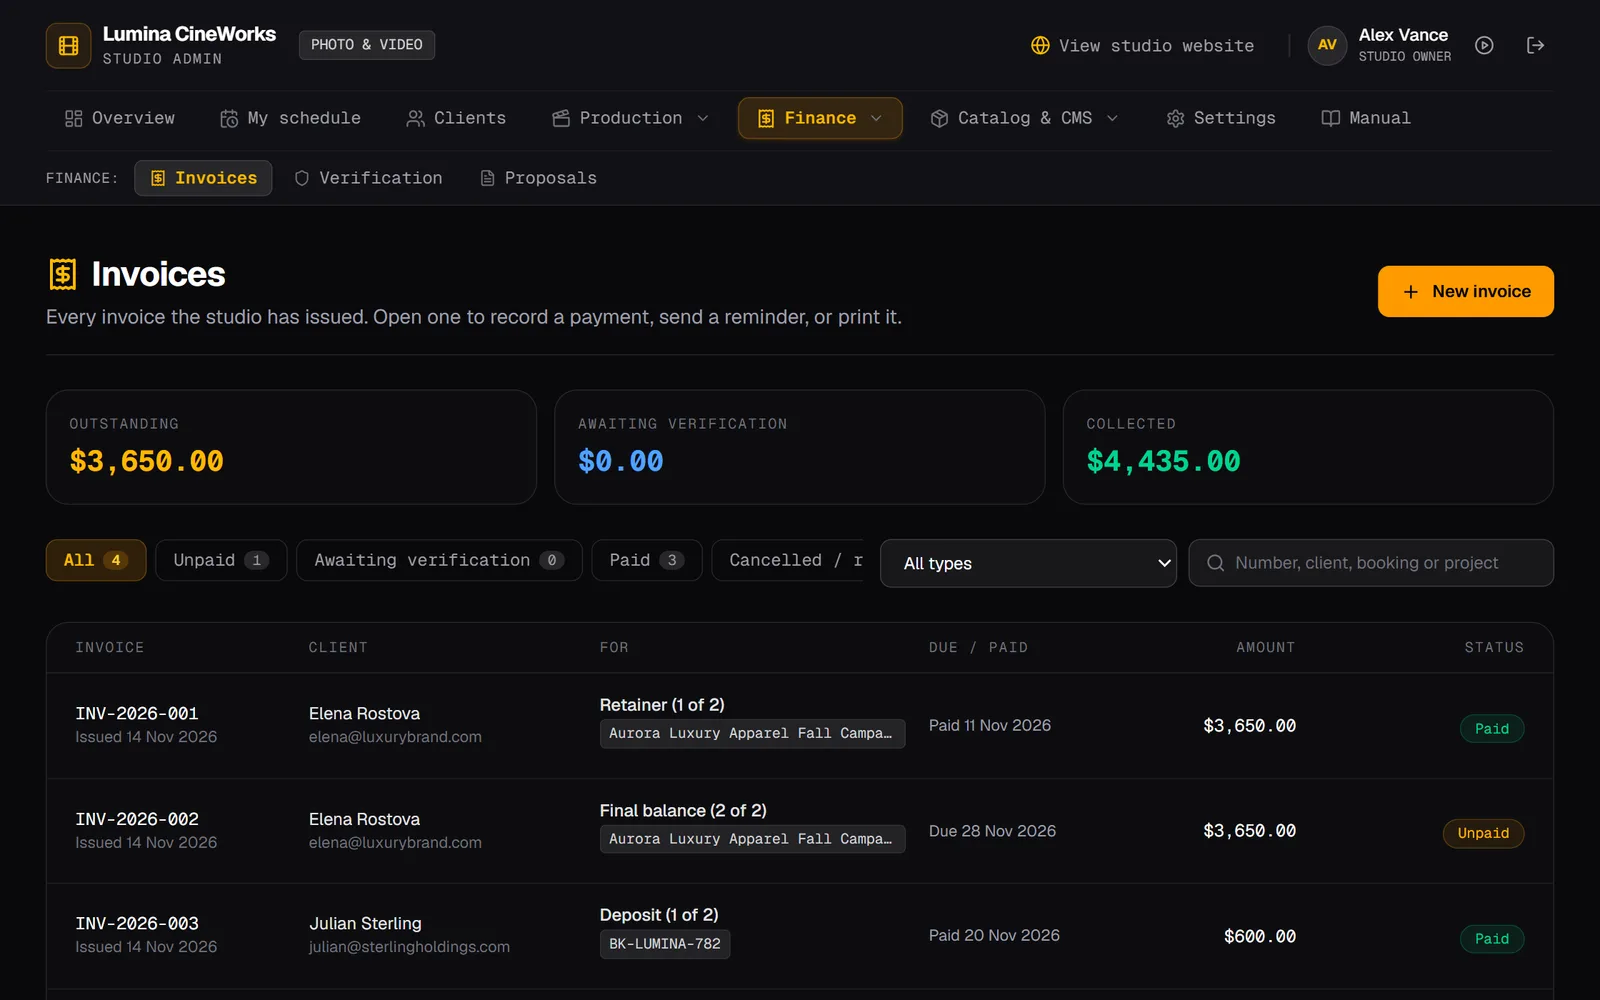 Lumina CineWorks
STUDIO ADMIN
PHOTO & VIDEO
View studio website
AV
Alex Vance
STUDIO OWNER
Overview
My schedule
Clients
Production
Finance
Catalog & CMS
Settings
Manual
FINANCE:
Invoices
Verification
Proposals
Invoices
Every invoice the studio has issued. Open one to record a payment, send a reminder, or print it.
+ New invoice
OUTSTANDING
$3,650.00
AWAITING VERIFICATION
$0.00
COLLECTED
$4,435.00
All 4
Unpaid 1
Awaiting verification 0
Paid 3
Cancelled / r
All types
Number, client, booking or project
INVOICE CLIENT FOR DUE / PAID AMOUNT STATUS
INV-2026-001
Issued 14 Nov 2026
Elena Rostova
elena@luxurybrand.com
Retainer (1 of 2)
Aurora Luxury Apparel Fall Campa…
Paid 11 Nov 2026
$3,650.00
Paid
INV-2026-002
Issued 14 Nov 2026
Elena Rostova
elena@luxurybrand.com
Final balance (2 of 2)
Aurora Luxury Apparel Fall Campa…
Due 28 Nov 2026
$3,650.00
Unpaid
INV-2026-003
Issued 14 Nov 2026
Julian Sterling
julian@sterlingholdings.com
Deposit (1 of 2)
BK-LUMINA-782
Paid 20 Nov 2026
$600.00
Paid